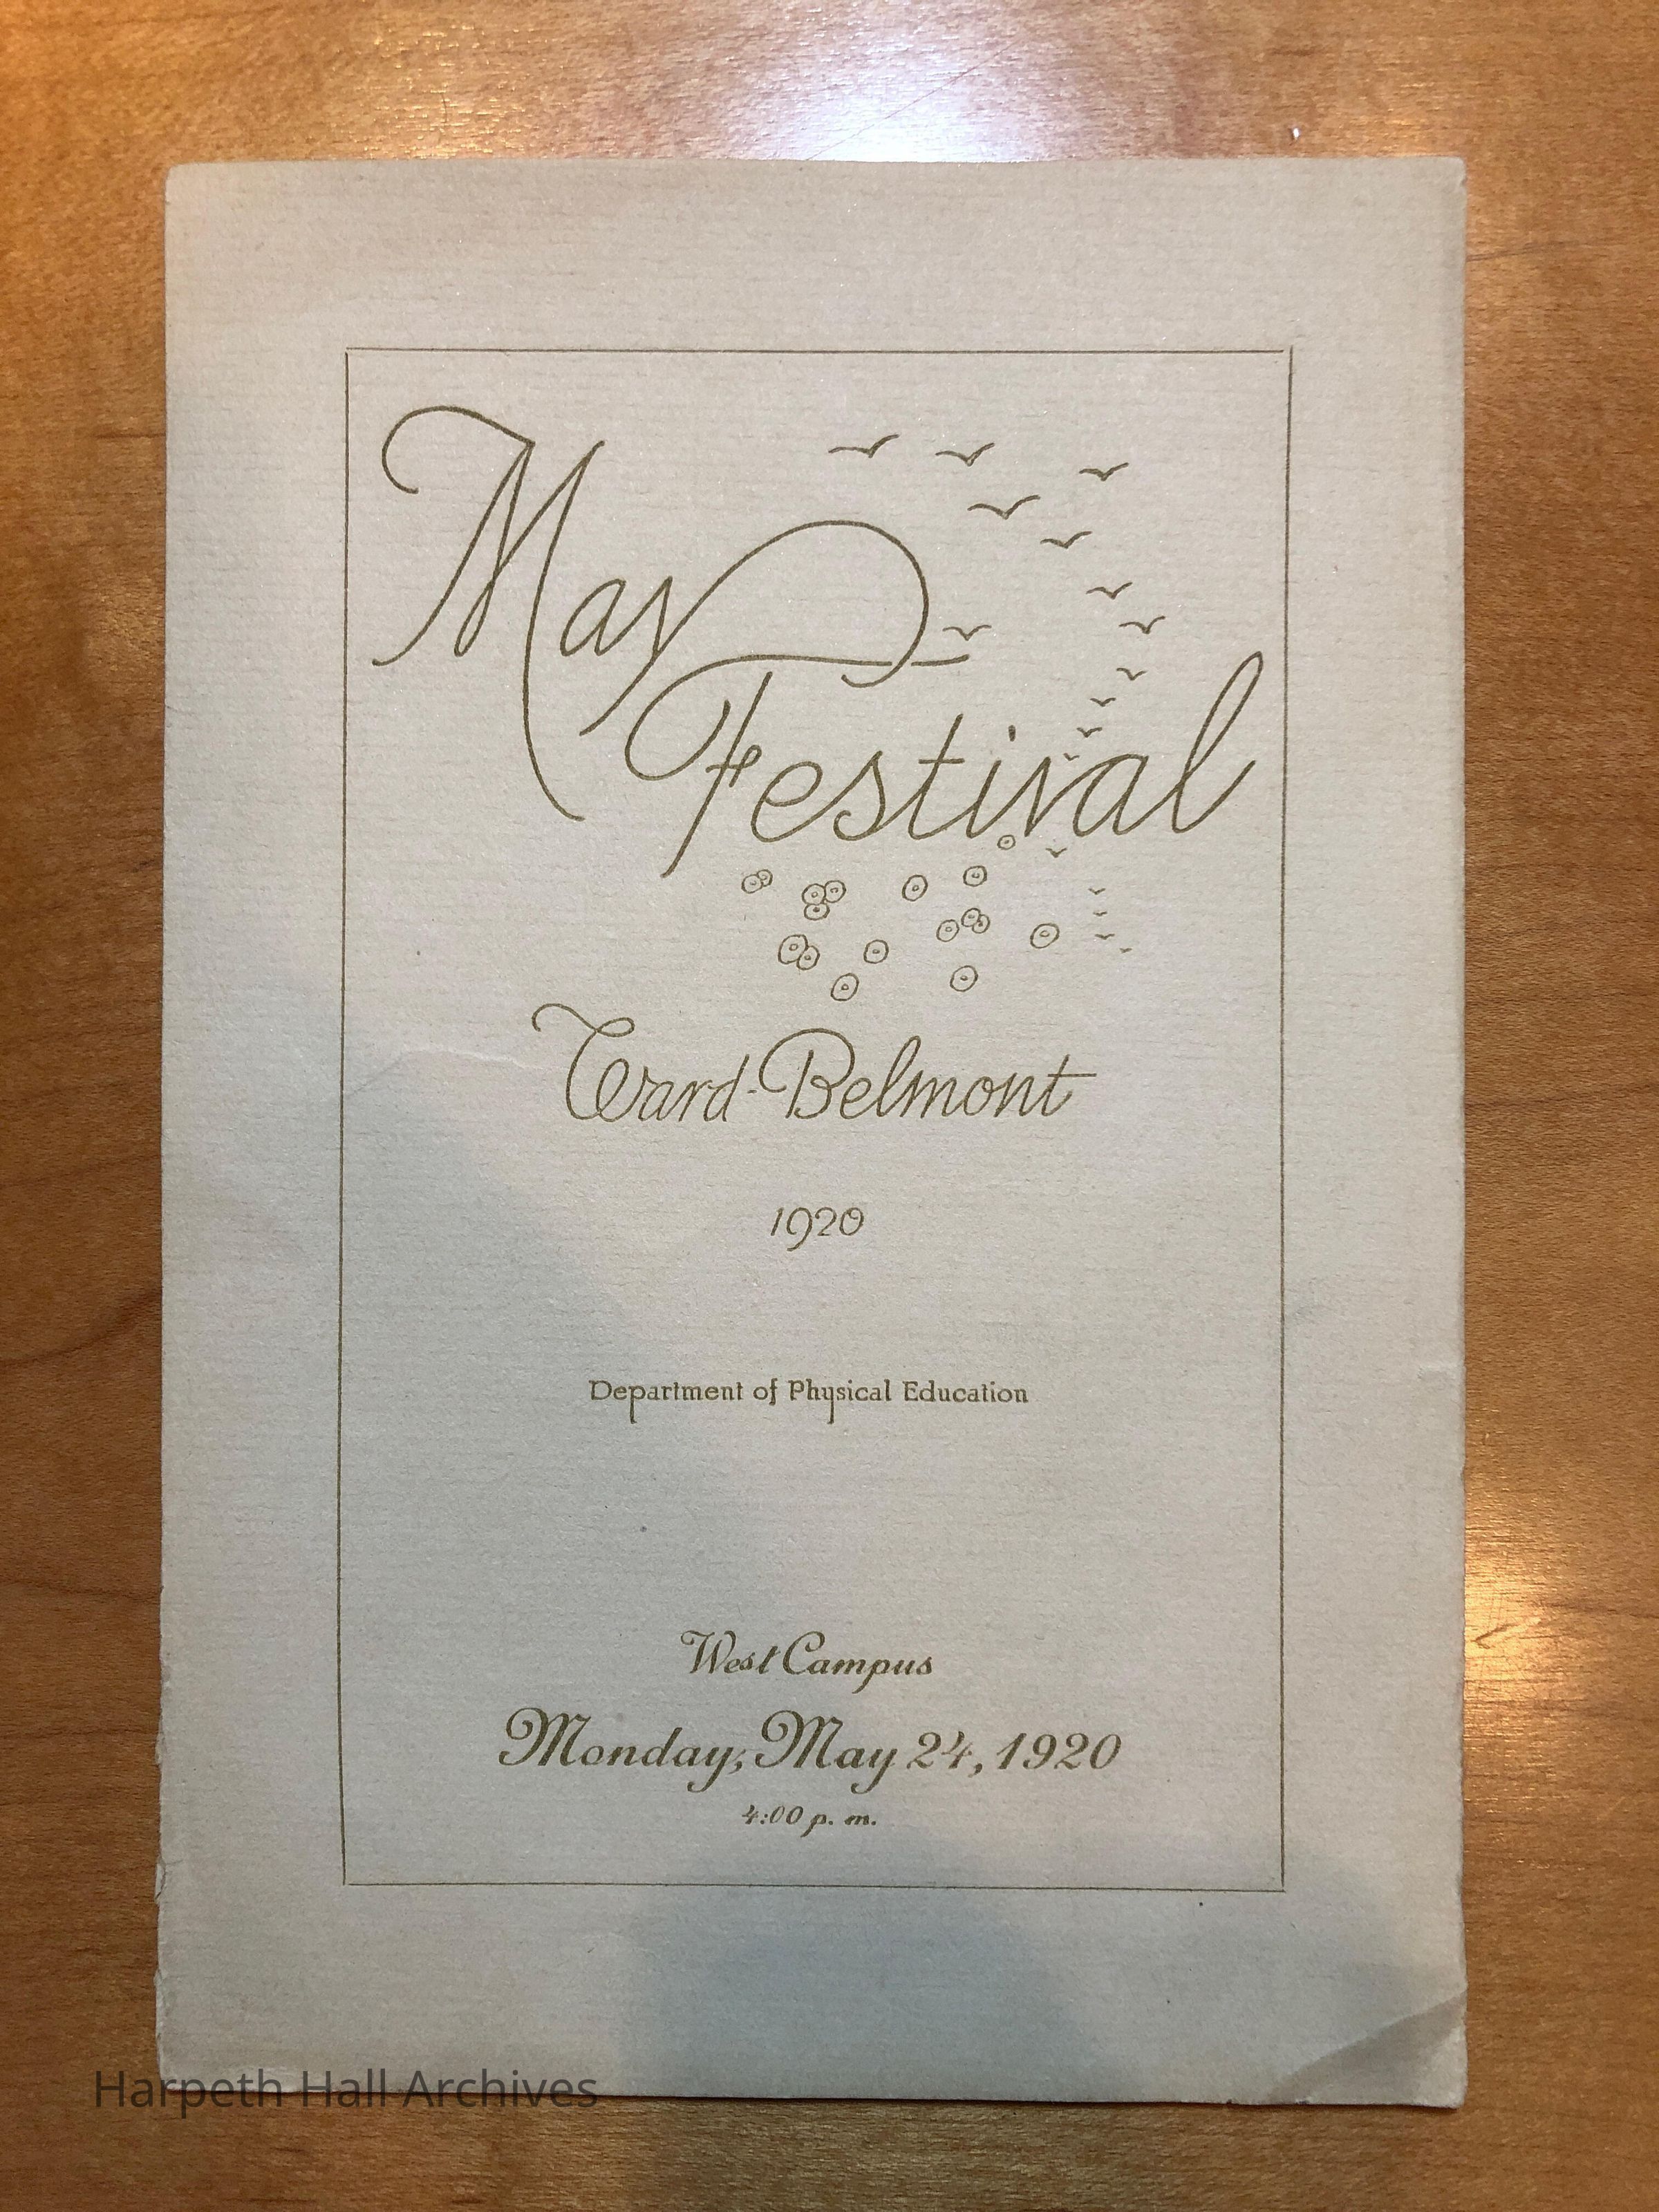 May
Festival
Ward-Belmont
1920
Department of Physical Education
West Campus
Monday, May 24, 1920
4:00 p. m.
Harpeth Hall Archives